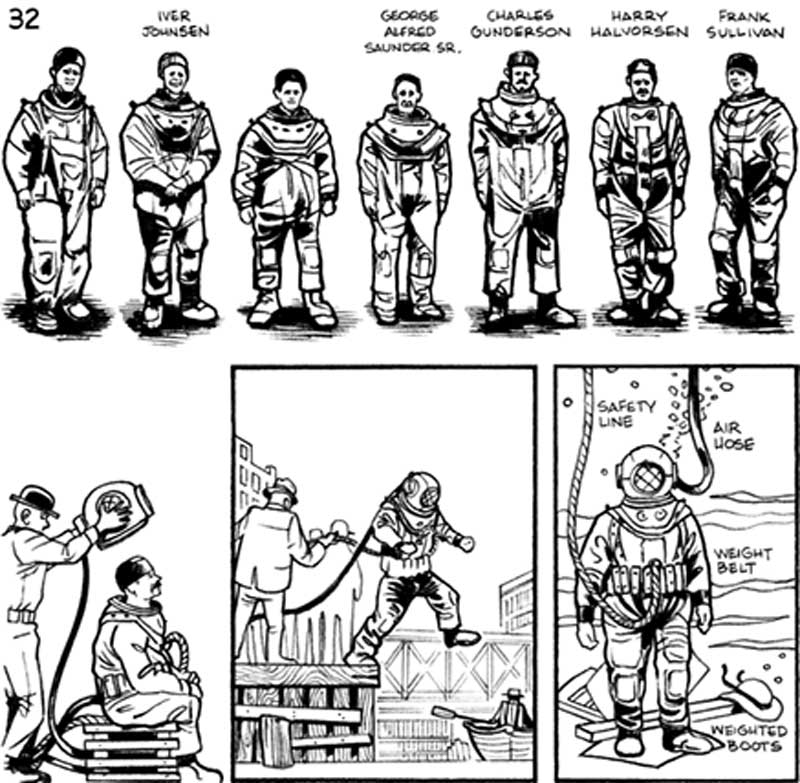 32
IVER
JOHNSEN
GEORGE
ALFRED
SAUNDER SR.
CHARLES
GUNDERSON
HARRY
HALVORSEN
FRANK
SULLIVAN
SAFETY
LINE
AIR
HOSE
WEIGHT
BELT
WEIGHTED
BOOTS